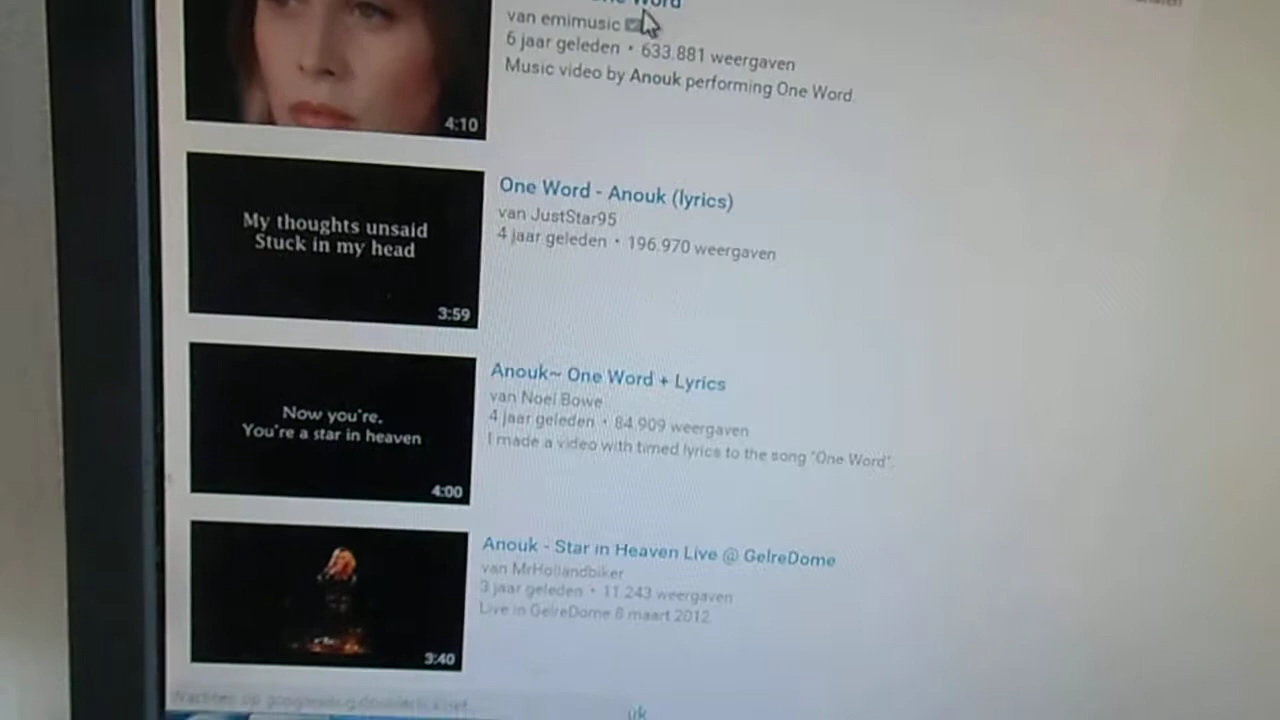 Word
van emimusic
6 jaar geleden • 633.881 weergaven
Music video by Anouk performing One Word.
4:10
My thoughts unsaid
Stuck in my head
3:59
One Word - Anouk (lyrics)
van JustStar95
4 jaar geleden • 196.970 weergaven
Now you're,
You're a star in heaven
4:00
Anouk~ One Word + Lyrics
van Noel Bowe
4 jaar geleden • 84.909 weergaven
I made a video with timed lyrics to the song "One Word".
3:40
Anouk - Star in Heaven Live @ GelreDome
van MrHollandbiker
3 jaar geleden • 11.243 weergaven
Live in GelreDome 8 maart 2012
Wachten op